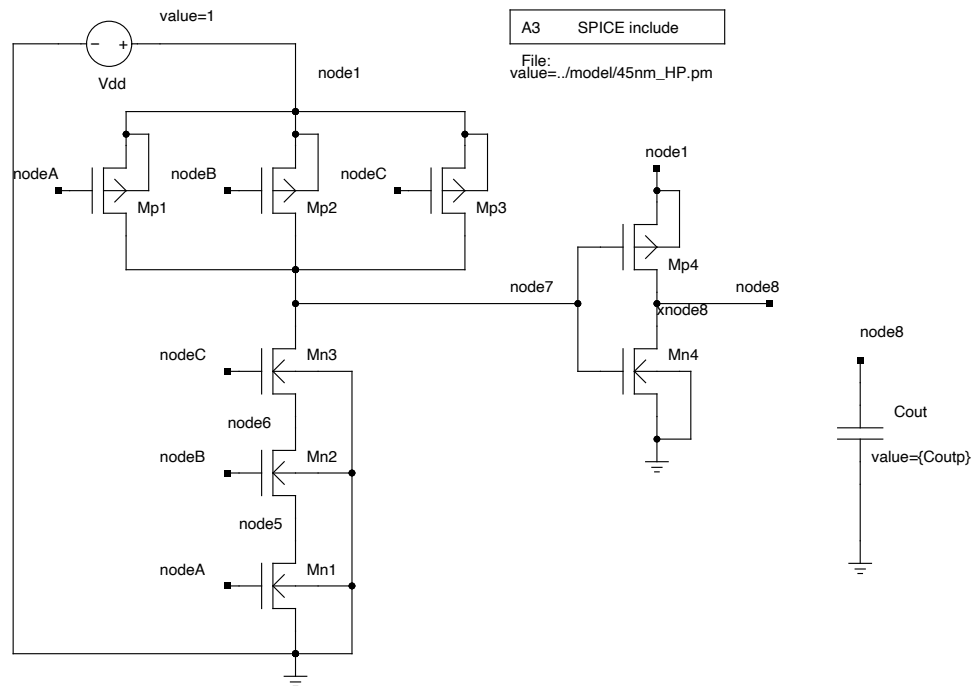 value=1
A3 SPICE include
Vdd
node1
File:
value=../model/45nm_HP.pm
node1
nodeA
nodeB
nodeC
Mp1
Mp2
Mp3
Mp4
node7
node8
xnode8
node8
nodeC
Mn3
Mn4
node6
Cout
nodeB
Mn2
value={Coutp}
node5
nodeA
Mn1